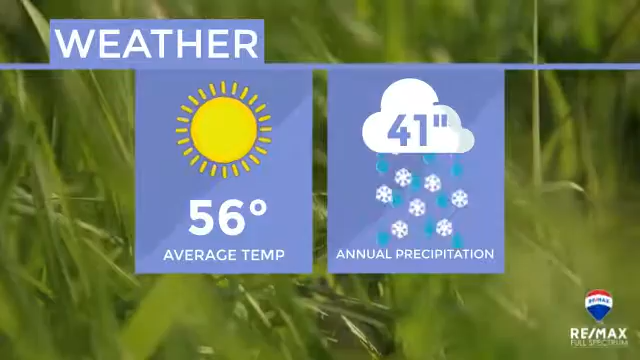 WEATHER
41"
56°
AVERAGE TEMP
ANNUAL PRECIPITATION
RE/MAX
RE/MAX
FULL SPECTRUM